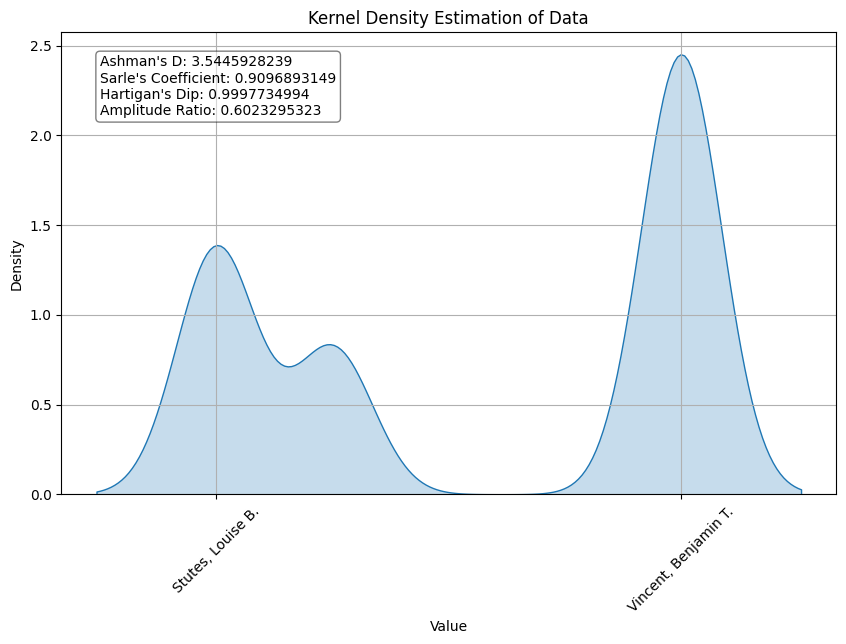 Kernel Density Estimation of Data
Ashman's D: 3.5445928239
Sarle's Coefficient: 0.9096893149
Hartigan's Dip: 0.9997734994
Amplitude Ratio: 0.6023295323
Density
2.5
2.0
1.5
1.0
0.5
0.0
Stutes, Louise B.
Vincent, Benjamin T.
Value